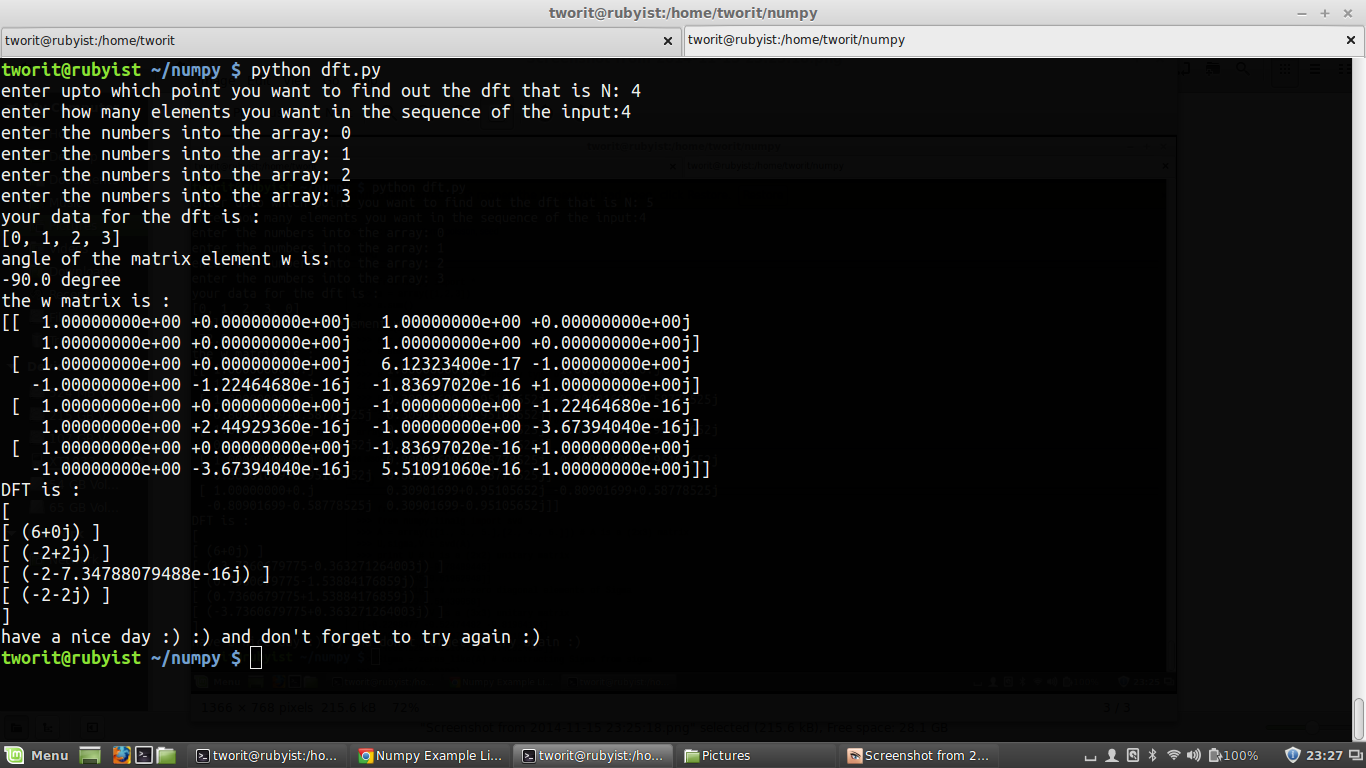 tworit@rubyist:/home/tworit/numpy
tworit@rubyist:/home/tworit
tworit@rubyist:/home/tworit/numpy
tworit@rubyist ~/numpy $ python dft.py
enter upto which point you want to find out the dft that is N: 4
enter how many elements you want in the sequence of the input:4
enter the numbers into the array: 0
enter the numbers into the array: 1
enter the numbers into the array: 2
enter the numbers into the array: 3
your data for the dft is :
[0, 1, 2, 3]
angle of the matrix element w is:
-90.0 degree
the w matrix is :
[[  1.00000000e+00 +0.00000000e+00j   1.00000000e+00 +0.00000000e+00j
    1.00000000e+00 +0.00000000e+00j   1.00000000e+00 +0.00000000e+00j]
 [  1.00000000e+00 +0.00000000e+00j   6.12323400e-17 -1.00000000e+00j
   -1.00000000e+00 -1.22464680e-16j  -1.83697020e-16 +1.00000000e+00j]
 [  1.00000000e+00 +0.00000000e+00j  -1.00000000e+00 -1.22464680e-16j
    1.00000000e+00 +2.44929360e-16j  -1.00000000e+00 -3.67394040e-16j]
 [  1.00000000e+00 +0.00000000e+00j  -1.83697020e-16 +1.00000000e+00j
   -1.00000000e+00 -3.67394040e-16j   5.51091060e-16 -1.00000000e+00j]]
DFT is :
[
[ (6+0j) ]
[ (-2+2j) ]
[ (-2-7.34788079488e-16j) ]
[ (-2-2j) ]
]
have a nice day :) :) and don't forget to try again :)
tworit@rubyist ~/numpy $
1366 × 768 pixels 215.6 kB 72%
3 / 3
Menu
tworit@rubyist:/ho...
Numpy Example Li...
tworit@rubyist:/ho...
Pictures
Screenshot from 2...
100%
23:27